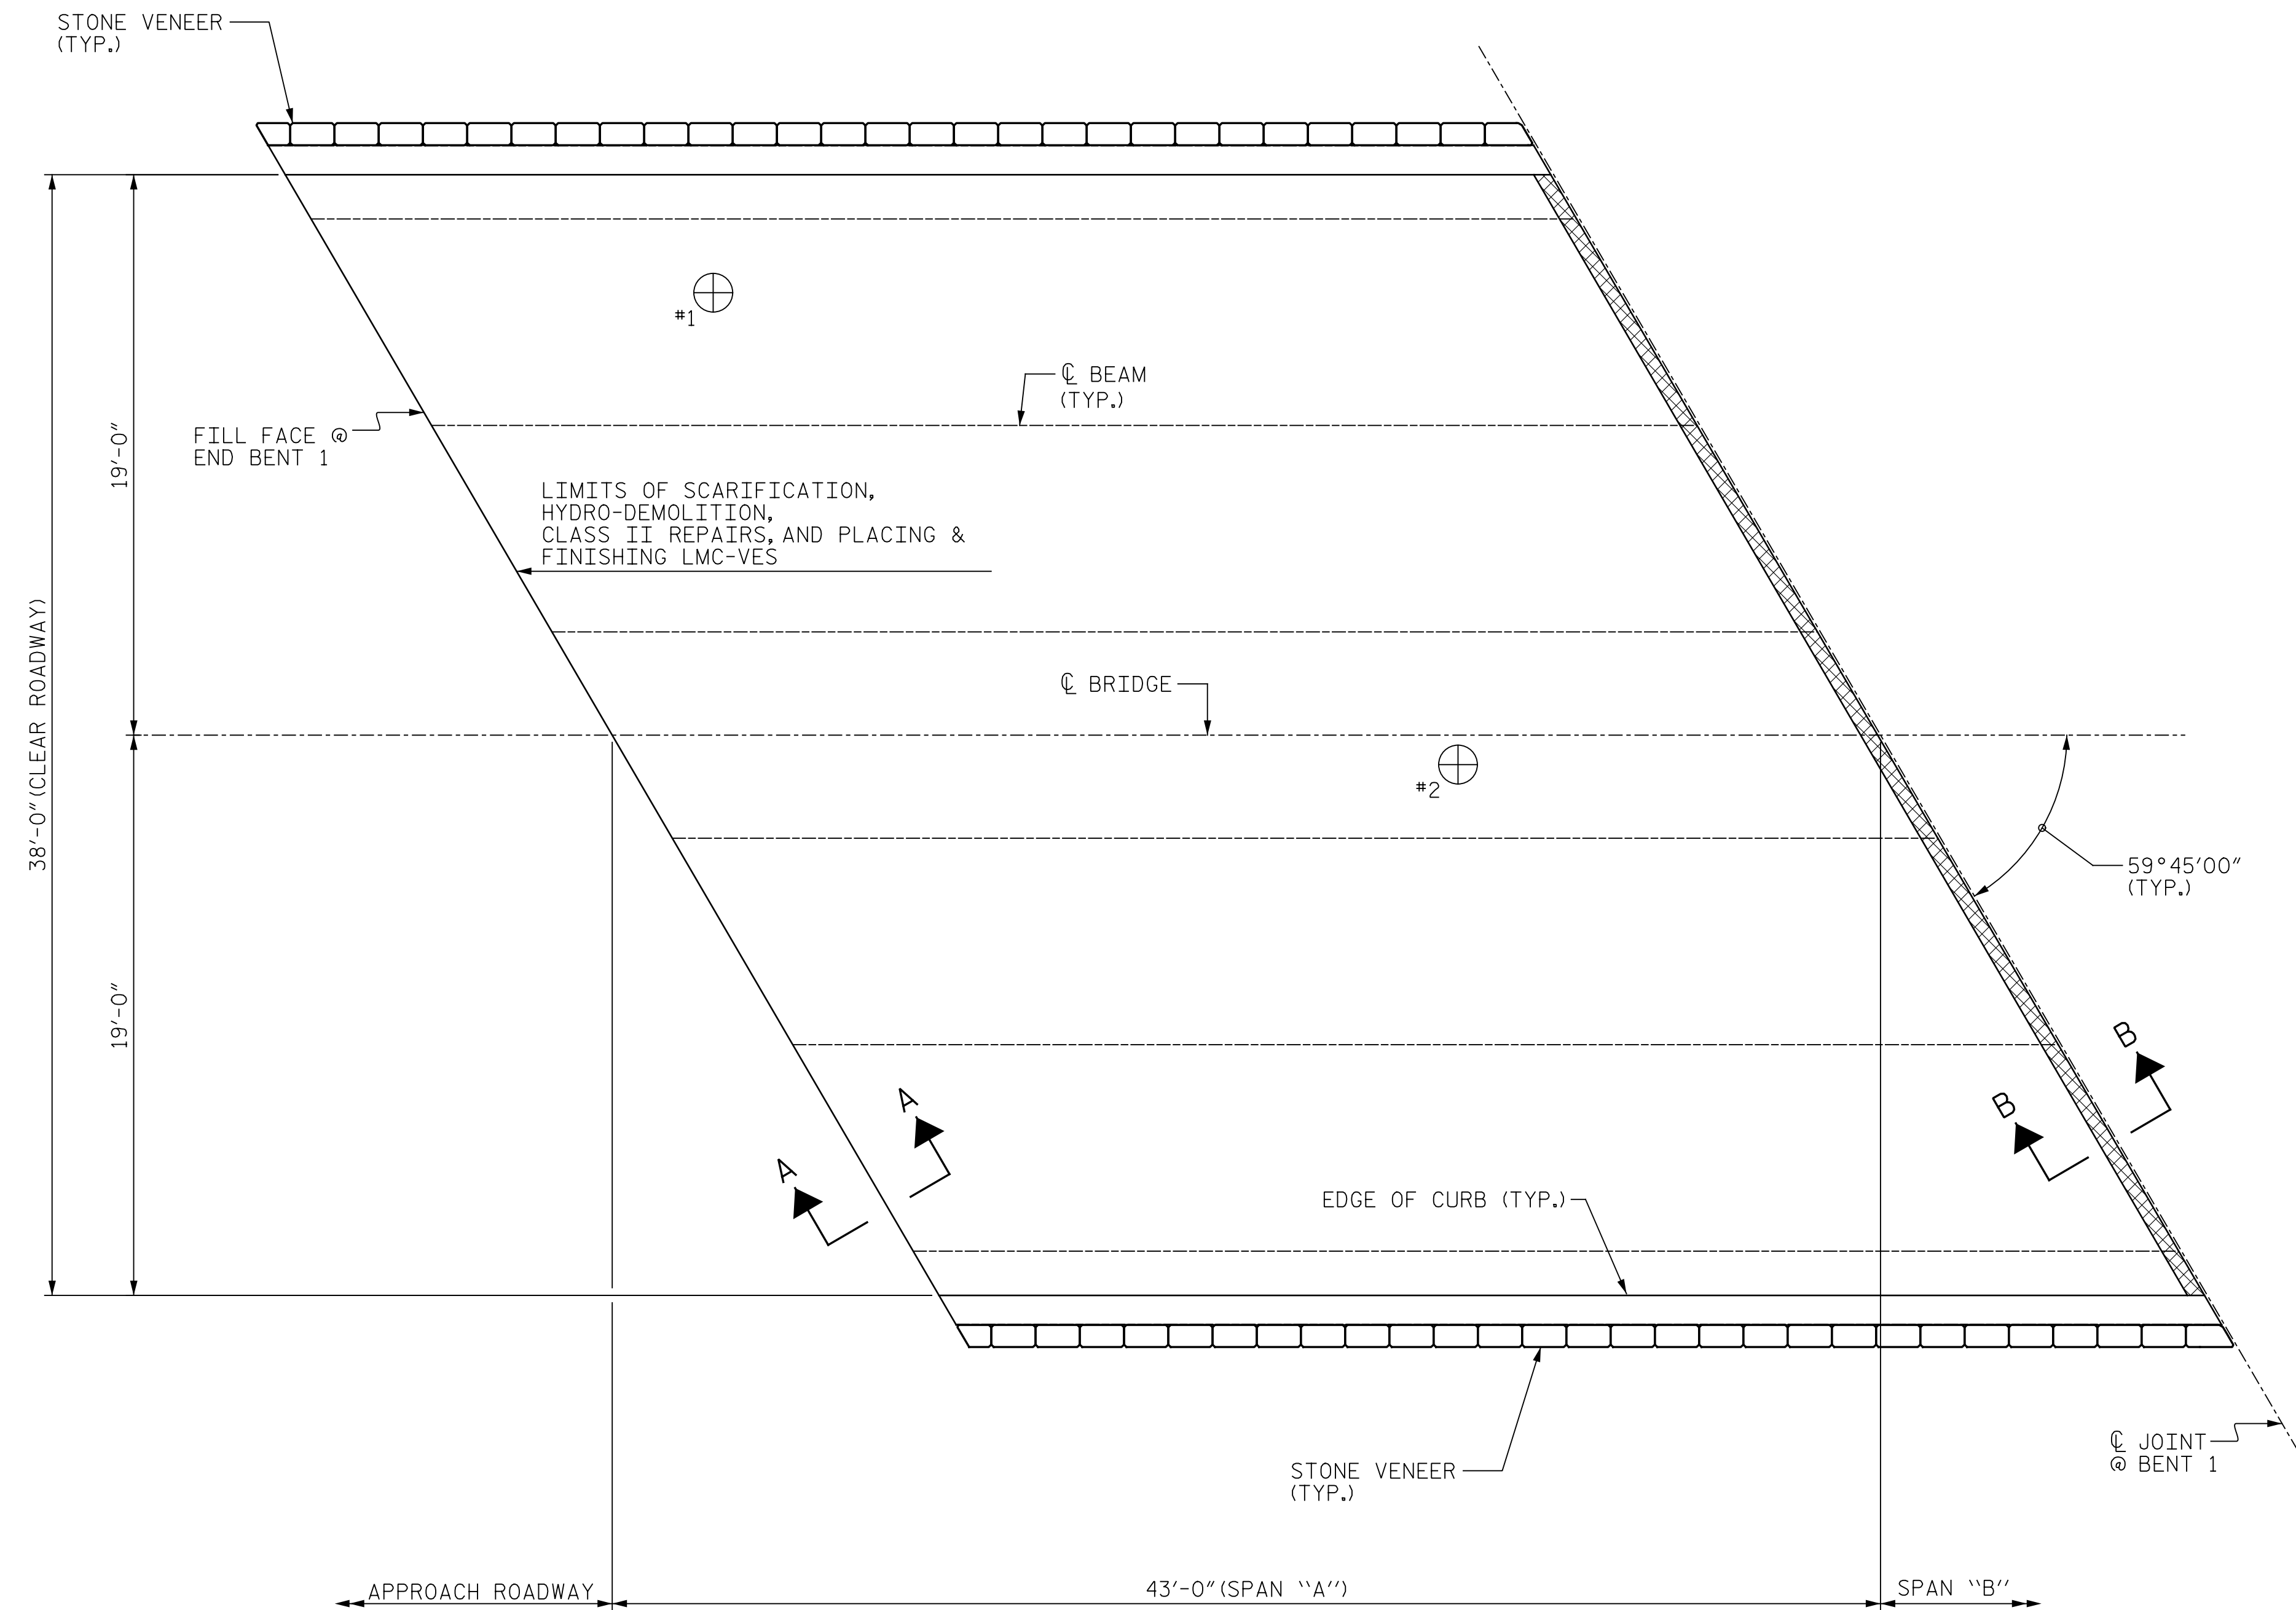 STONE VENEER
(TYP.)
#1
℄ BEAM
(TYP.)
FILL FACE @
END BENT 1
19'-0"
LIMITS OF SCARIFICATION,
HYDRO-DEMOLITION,
CLASS II REPAIRS, AND PLACING &
FINISHING LMC-VES
38'-0" (CLEAR ROADWAY)
℄ BRIDGE
#2
59°45'00"
(TYP.)
19'-0"
A
A
B
B
EDGE OF CURB (TYP.)
STONE VENEER
(TYP.)
℄ JOINT
@ BENT 1
APPROACH ROADWAY
43'-0" (SPAN ‘‘A’’)
SPAN ‘‘B’’